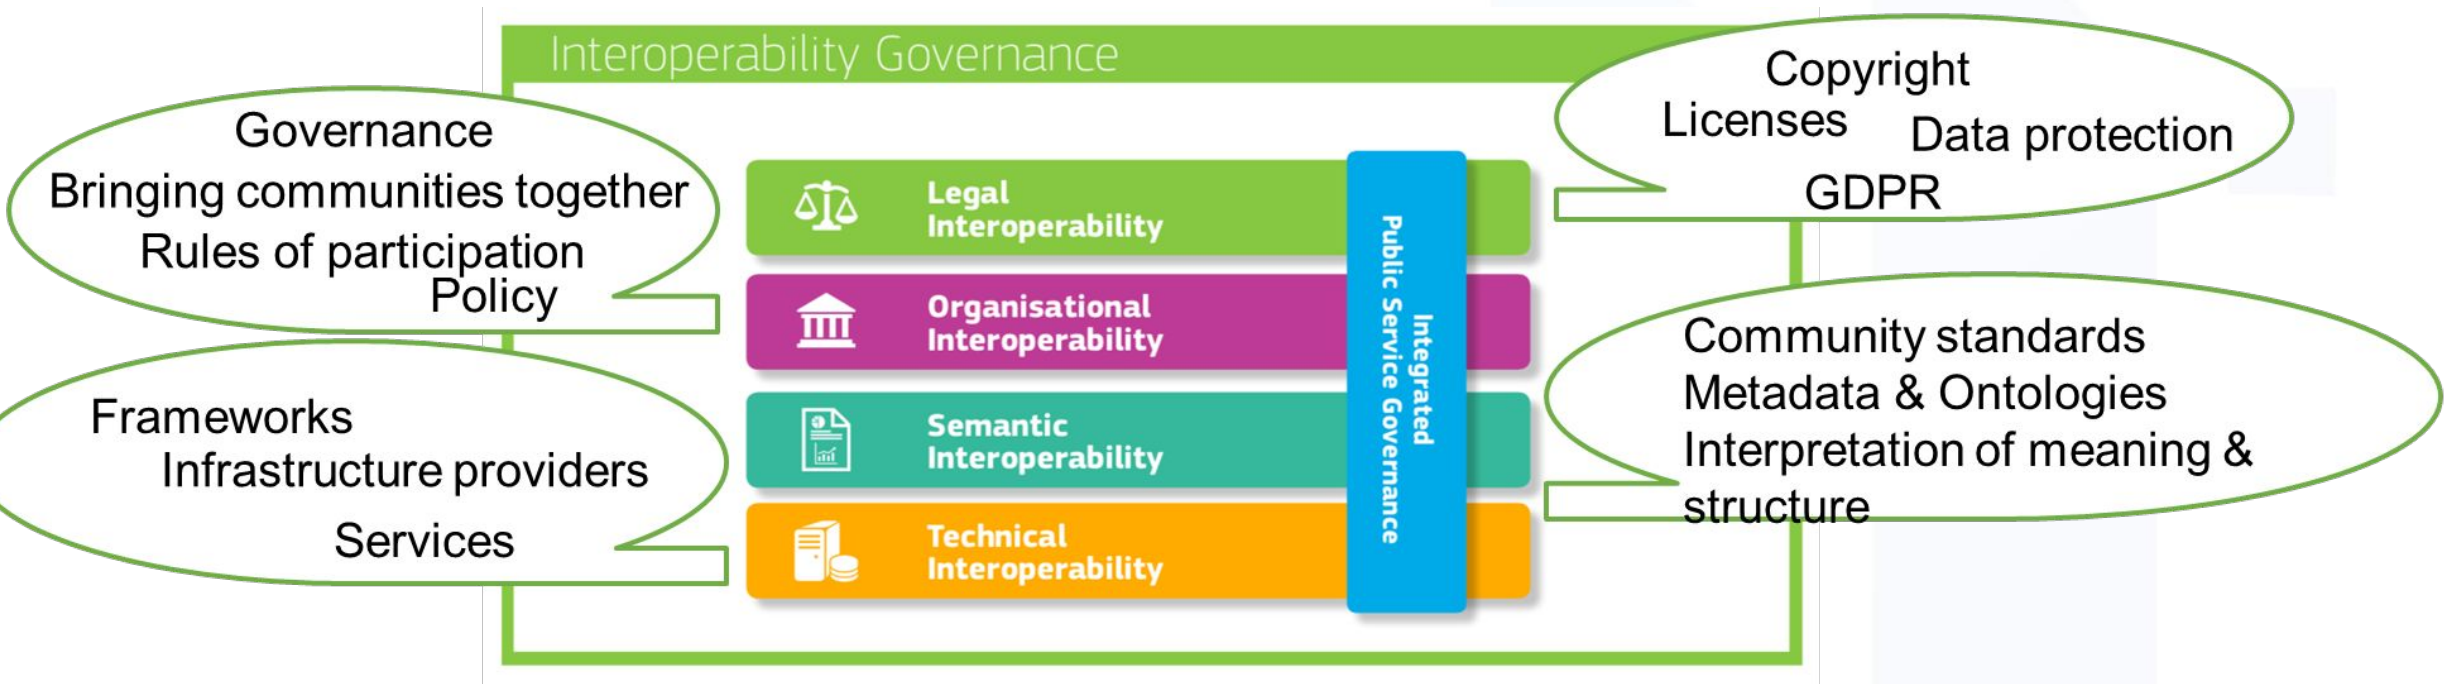 Interoperability Governance
Governance
Bringing communities together
Rules of participation
Policy
Frameworks
Infrastructure providers
Services
Legal
Interoperability
Organisational
Interoperability
Semantic
Interoperability
Technical
Interoperability
Integrated
Public Service Governance
Copyright
Licenses
Data protection
GDPR
Community standards
Metadata & Ontologies
Interpretation of meaning &
structure